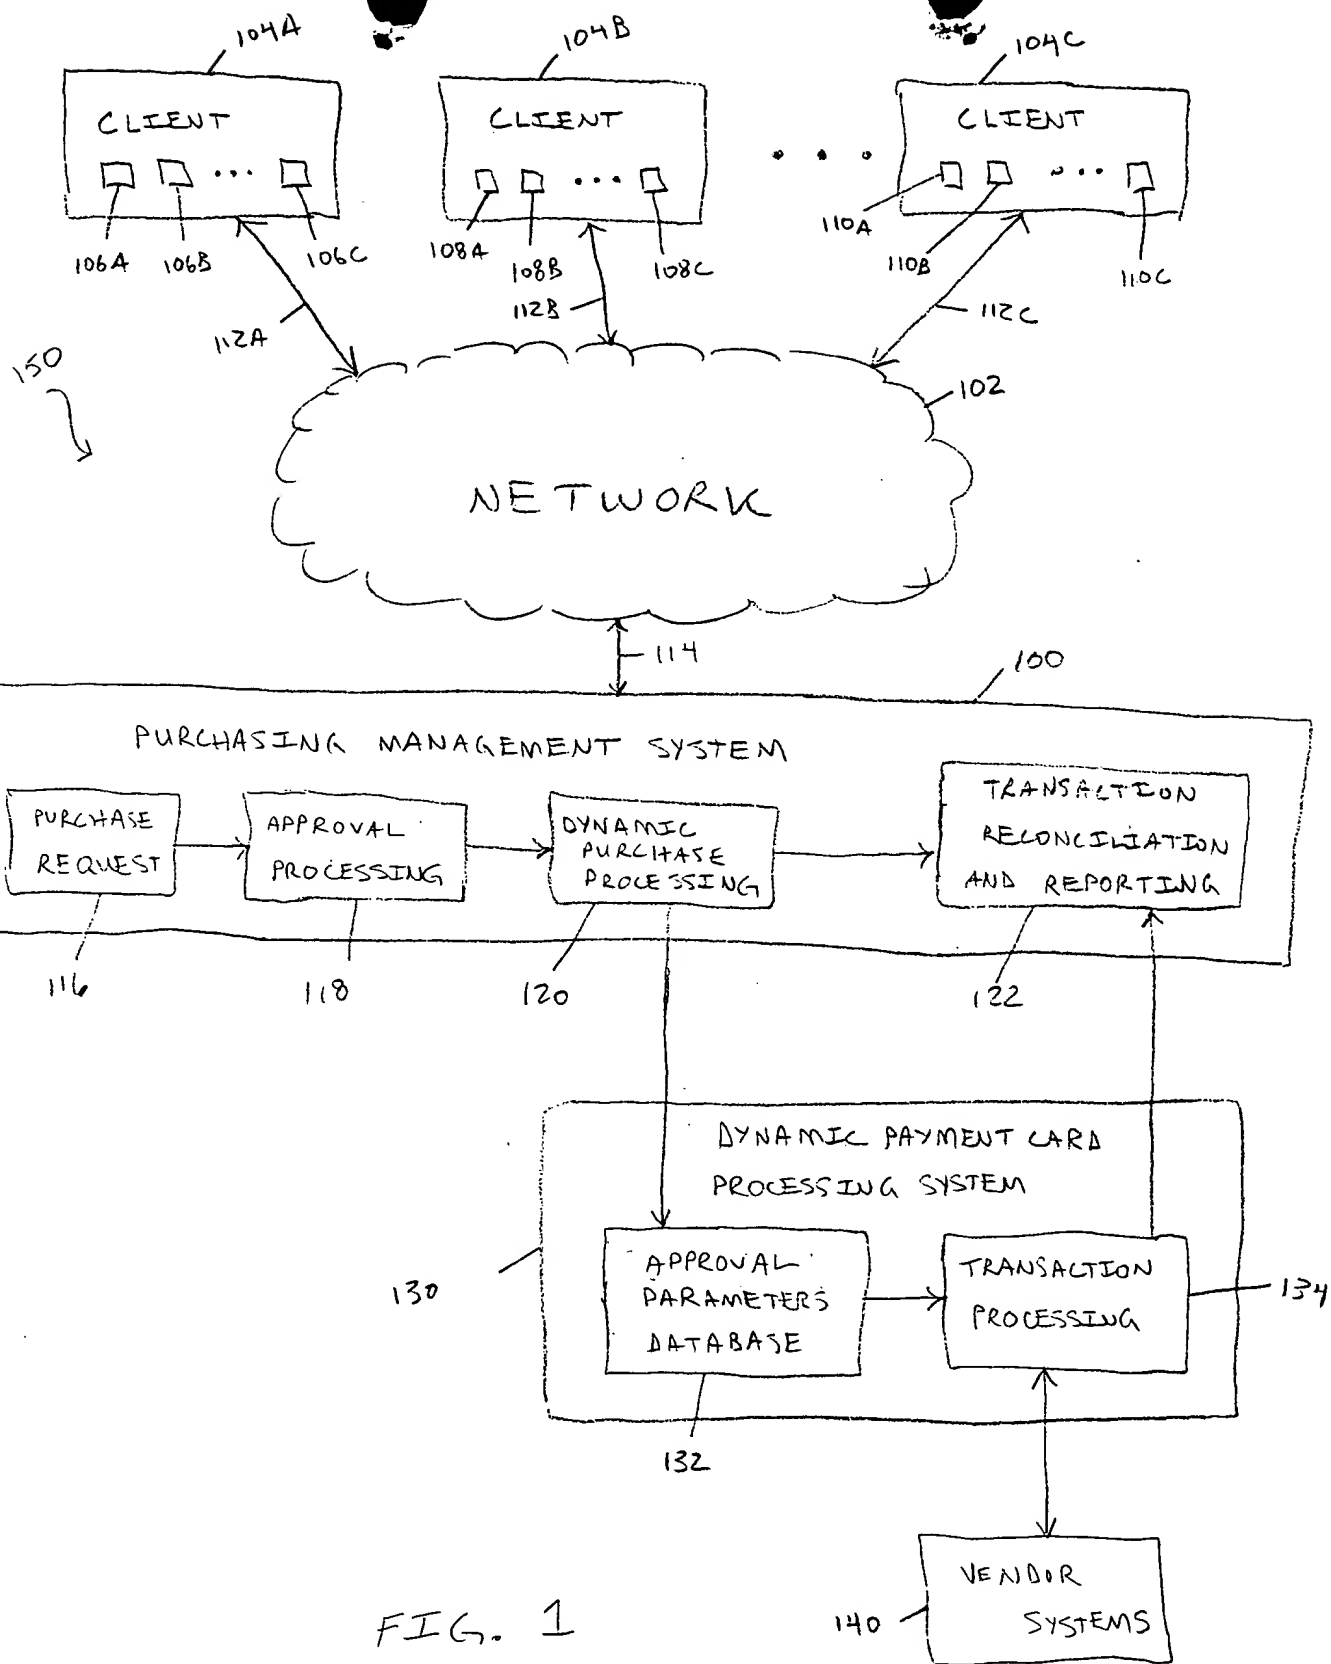 104A
104B
104C
CLIENT
CLIENT
CLIENT
106A
106B
106C
108A
108B
108C
110A
110B
110C
112A
112B
112C
150
102
NETWORK
114
100
PURCHASING MANAGEMENT SYSTEM
PURCHASE
REQUEST
APPROVAL
PROCESSING
DYNAMIC
PURCHASE
PROCESSING
TRANSACTION
RECONCILIATION
AND REPORTING
116
118
120
122
DYNAMIC PAYMENT CARD
PROCESSING SYSTEM
APPROVAL
PARAMETERS
DATABASE
TRANSACTION
PROCESSING
130
134
132
VENDOR
SYSTEMS
140
FIG. 1